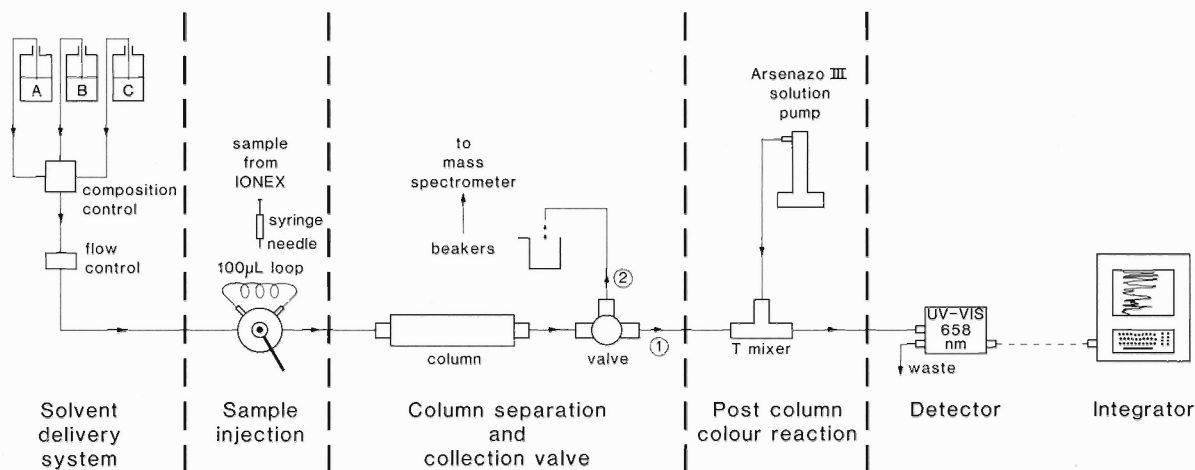 A
B
C
composition
control
flow
control
sample
from
IONEX
syringe
needle
100μL loop
to
mass
spectrometer
beakers
column
valve
②
①
Arsenazo III
solution
pump
T mixer
UV-VIS
658
nm
waste
Solvent
delivery
system
Sample
injection
Column separation
and
collection valve
Post column
colour reaction
Detector
Integrator